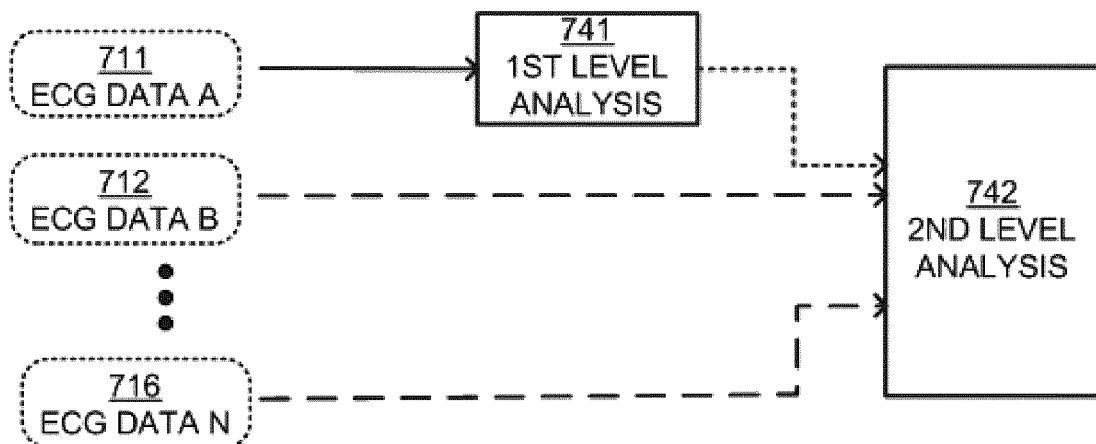 711
ECG DATA A
741
1ST LEVEL
ANALYSIS
712
ECG DATA B
742
2ND LEVEL
ANALYSIS
716
ECG DATA N